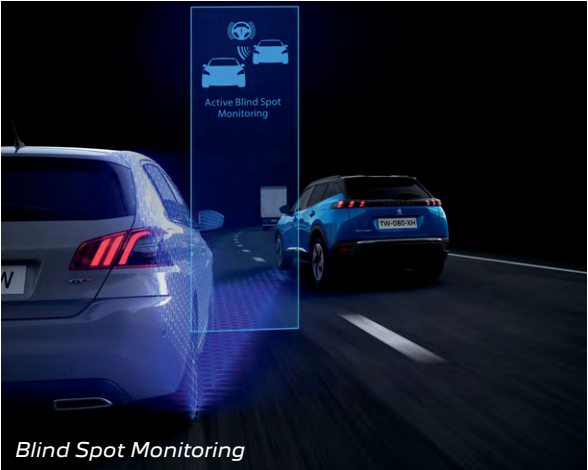 Active Blind Spot
Monitoring
TW-080-XH
W
Blind Spot Monitoring